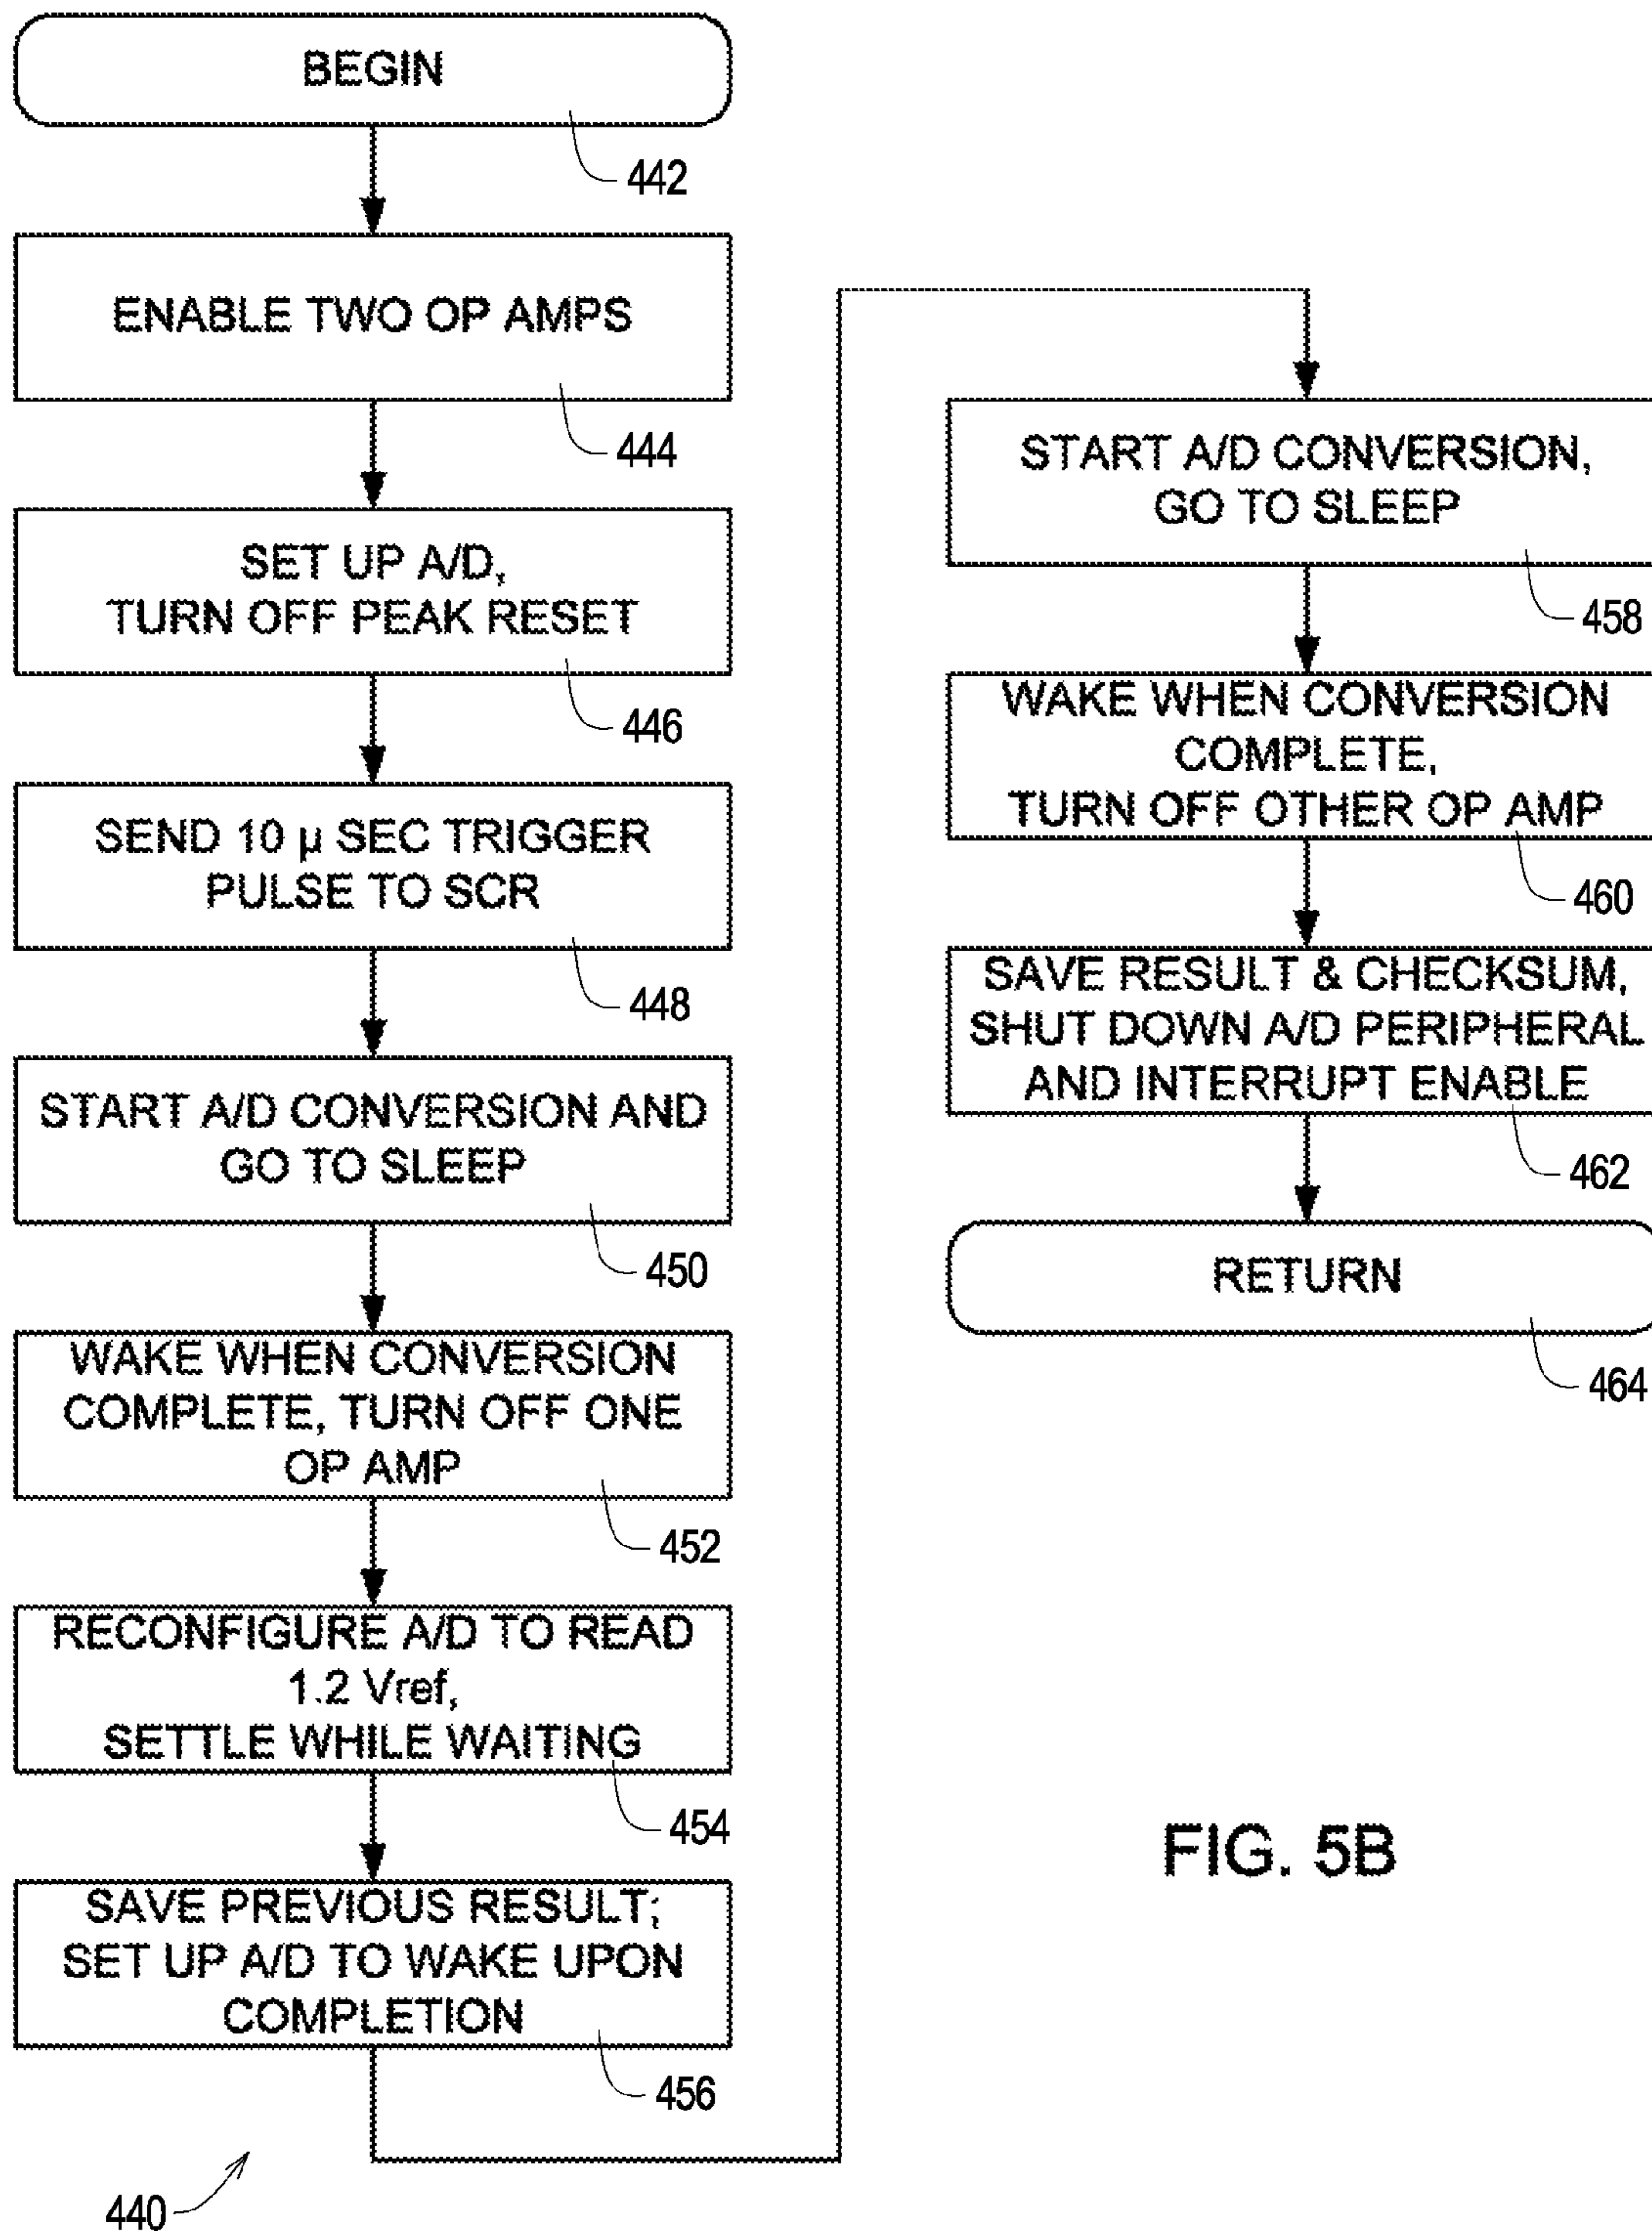 BEGIN
442
ENABLE TWO OP AMPS
444
SET UP A/D,
TURN OFF PEAK RESET
446
SEND 10 µ SEC TRIGGER
PULSE TO SCR
448
START A/D CONVERSION AND
GO TO SLEEP
450
WAKE WHEN CONVERSION
COMPLETE, TURN OFF ONE
OP AMP
452
RECONFIGURE A/D TO READ
1.2 Vref,
SETTLE WHILE WAITING
454
SAVE PREVIOUS RESULT;
SET UP A/D TO WAKE UPON
COMPLETION
456
440
START A/D CONVERSION,
GO TO SLEEP
458
WAKE WHEN CONVERSION
COMPLETE,
TURN OFF OTHER OP AMP
460
SAVE RESULT & CHECKSUM,
SHUT DOWN A/D PERIPHERAL
AND INTERRUPT ENABLE
462
RETURN
464
FIG. 5B